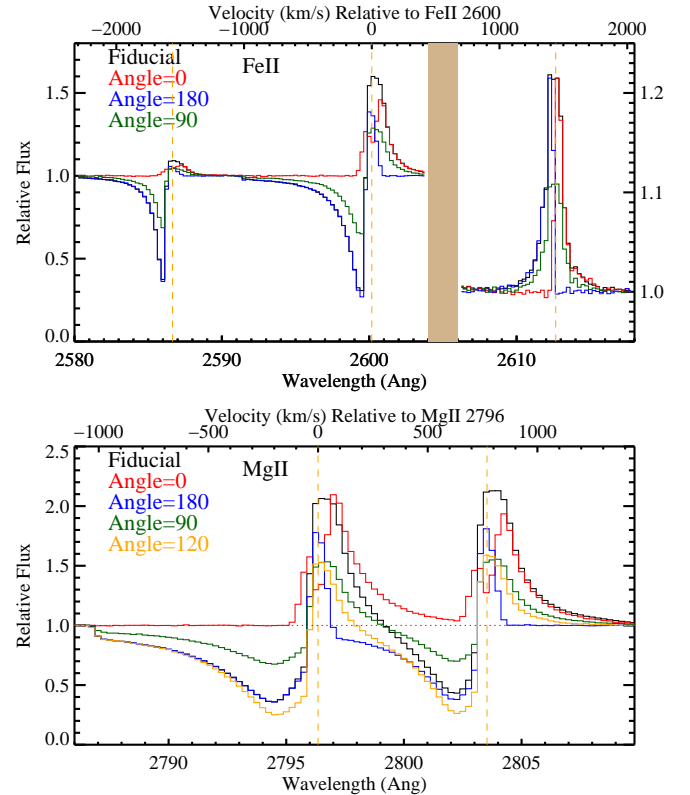 Velocity (km/s) Relative to FeII 2600
-2000 -1000 0 1000 2000
Fiducial
Angle=0
Angle=180
Angle=90
FeII
Relative Flux
1.5
1.0
0.5
0.0
1.2
1.1
1.0
2580 2590 2600 2610
Wavelength (Ang)
Velocity (km/s) Relative to MgII 2796
-1000 -500 0 500 1000
Fiducial
Angle=0
Angle=180
Angle=90
Angle=120
MgII
Relative Flux
2.5
2.0
1.5
1.0
0.5
0.0
2790 2795 2800 2805
Wavelength (Ang)